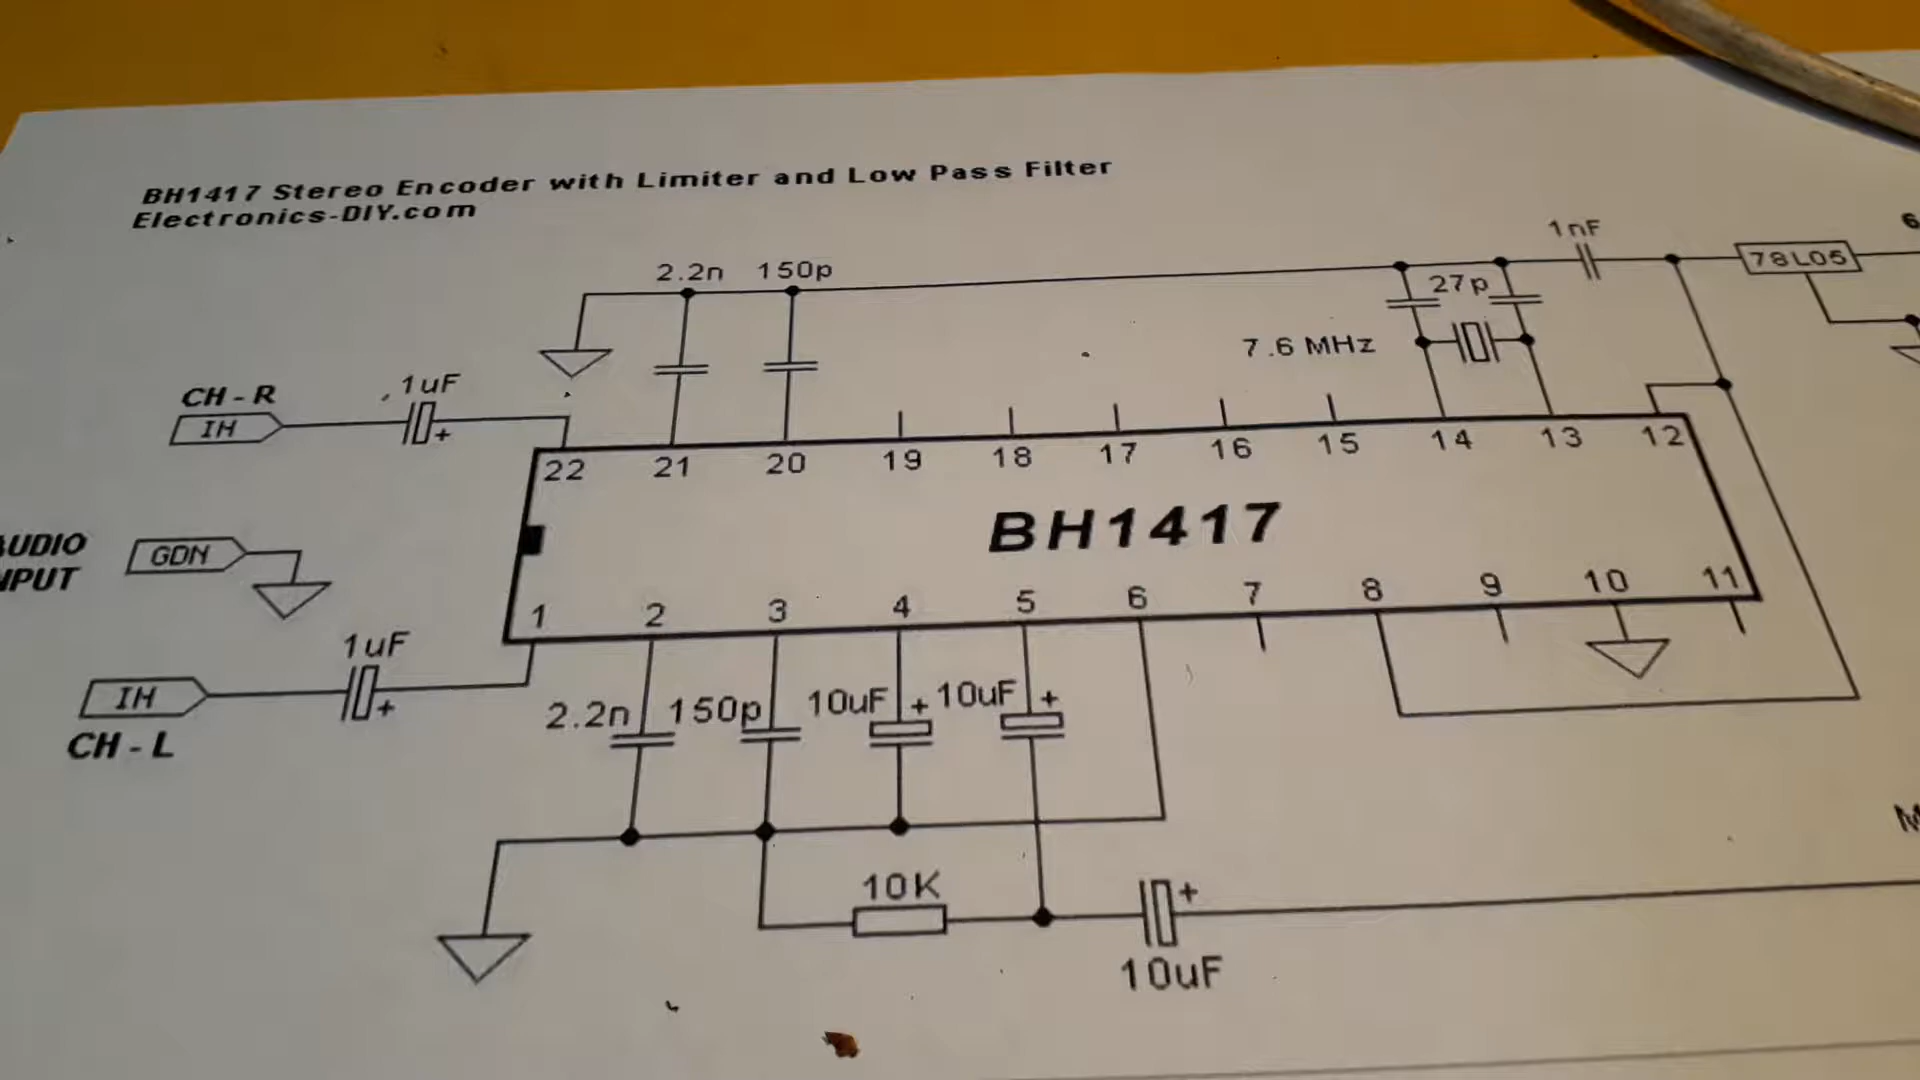 BH1417 Stereo Encoder with Limiter and Low Pass Filter
Electronics-DIY.com
1nF
6
2.2n 150p
27p
78L05
7.6 MHz
CH - R
1uF
IH
+
22 21 20 19 18 17 16 15 14 13 12
BH1417
AUDIO
GDN
1 2 3 4 5 6 7 8 9 10 11
1uF
IH
+
CH - L
2.2n 150p 10uF + 10uF +
10K
+
10uF